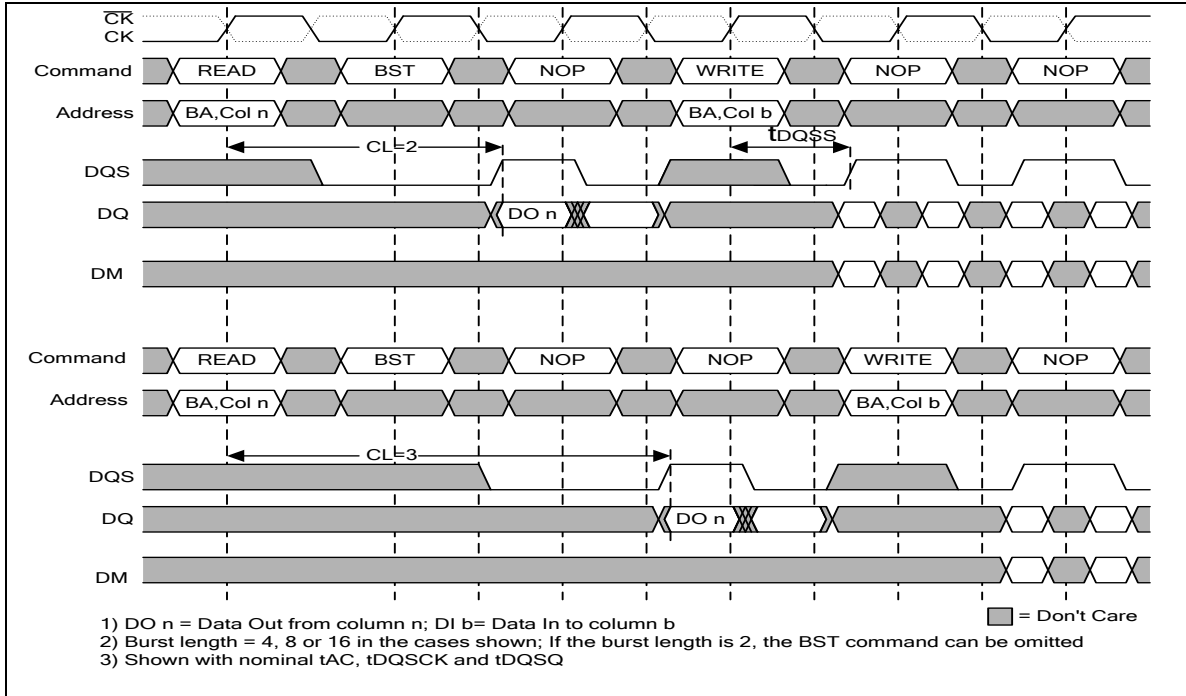 CK
CK
Command READ BST NOP WRITE NOP NOP
Address BA,Col n BA,Col b
tDQSS
CL=2
DQS
DQ DO n
DM
Command READ BST NOP NOP WRITE NOP
Address BA,Col n BA,Col b
CL=3
DQS
DQ DO n
DM
= Don't Care
1) DO n = Data Out from column n; DI b= Data In to column b
2) Burst length = 4, 8 or 16 in the cases shown; If the burst length is 2, the BST command can be omitted
3) Shown with nominal tAC, tDQSCK and tDQSQ